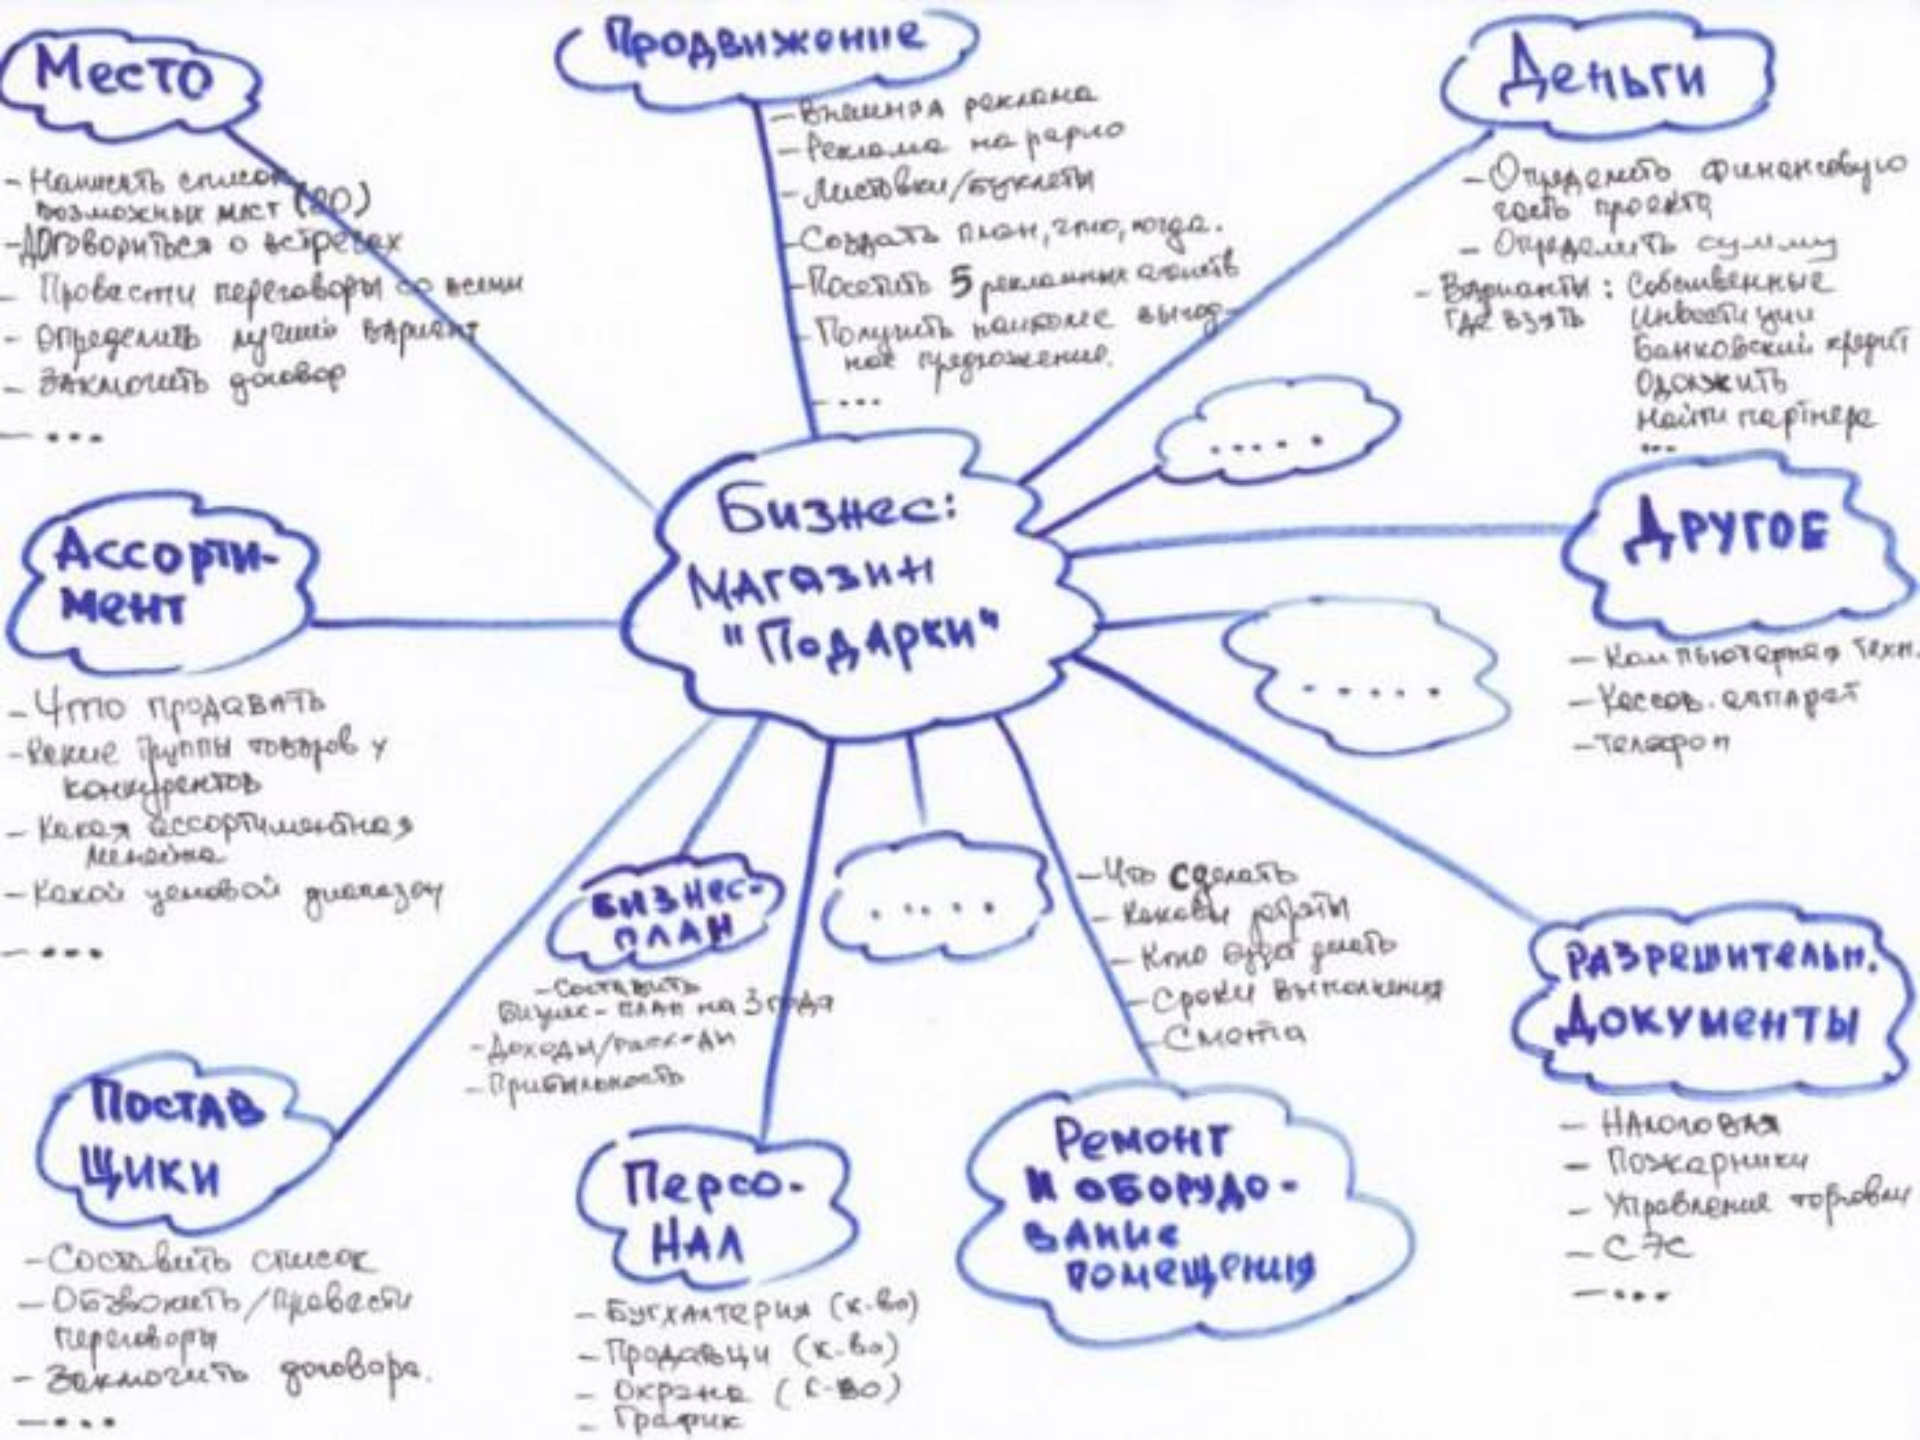 Место
- Написать список
возможных мест (20)
- Договориться о встречах
- Провести переговоры со всеми
- Определить лучший вариант
- Заключить договор
- ...
Продвижение
- Внешняя реклама
- Реклама на радио
- Листовки/буклеты
- Создать план, что, когда.
- Посетить 5 рекламных агенств
- Получить наиболее выгод-
ное предложение.
- ...
Деньги
- Определить финансовую
часть проекта
- Определить сумму
- Варианты: Собственные
где взять Инвестиции
Банковский кредит
Одолжить
Найти партнера
...
.....
Бизнес:
Магазин
"Подарки"
Ассорти-
мент
- Что продавать
- Какие группы товаров у
конкурентов
- Какая ассортиментная
- Какой ценовой диапазон
- ...
Другое
- Компьютерная техн.
- Кассов. аппарат
- Телефон
.....
Бизнес-
план
- Составить
Бизнес-план на 3 года
- Доходы/расходы
- Прибыльность
.....
- Что сделать
- Каковы
- Кто будет делать
- Сроки выполнения
- Смета
Ремонт
и оборудо-
вание
помещения
Разрешительн.
Документы
- Налоговая
- Пожарники
- Управление торговли
- СЭС
- ...
Постав
щики
- Составить список
- Обзвонить/провести
переговоры
- Заключить договора.
- ...
Персо-
нал
- Бухгалтерия (к-во)
- Продавцы (к-во)
- Охрана (к-во)
- График